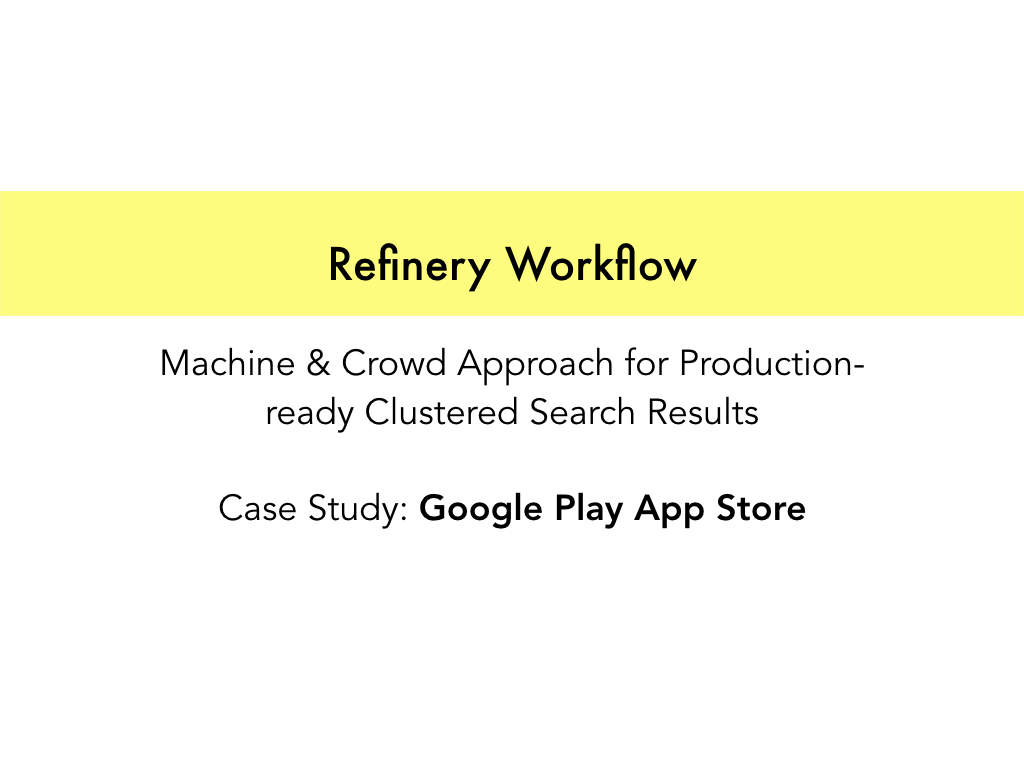 Refinery Workflow
Machine & Crowd Approach for Production-
ready Clustered Search Results
Case Study: Google Play App Store